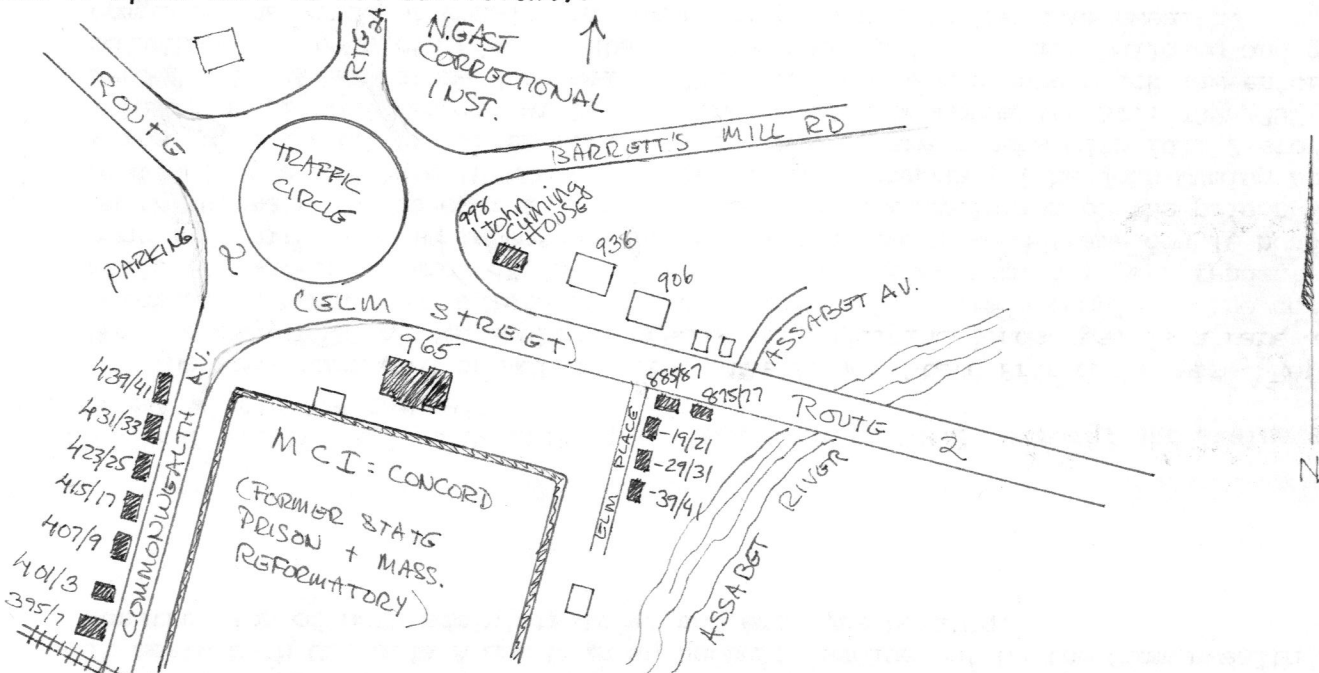 RTE 2A
N.EAST
CORRECTIONAL
INST.
ROUTE
2
TRAFFIC
CIRCLE
BARRETT'S MILL RD
PARKING
998
John
Cuming
HOUSE
936
906
ASSABET AV.
(ELM STREET)
965
885/87
875/77
ROUTE 2
439/41
431/33
423/25
415/17
407/9
401/3
395/7
COMMONWEALTH AV.
MCI: CONCORD
(FORMER STATE
PRISON + MASS.
REFORMATORY)
ELM PLACE
-19/21
-29/31
-39/41
ASSABET RIVER
N